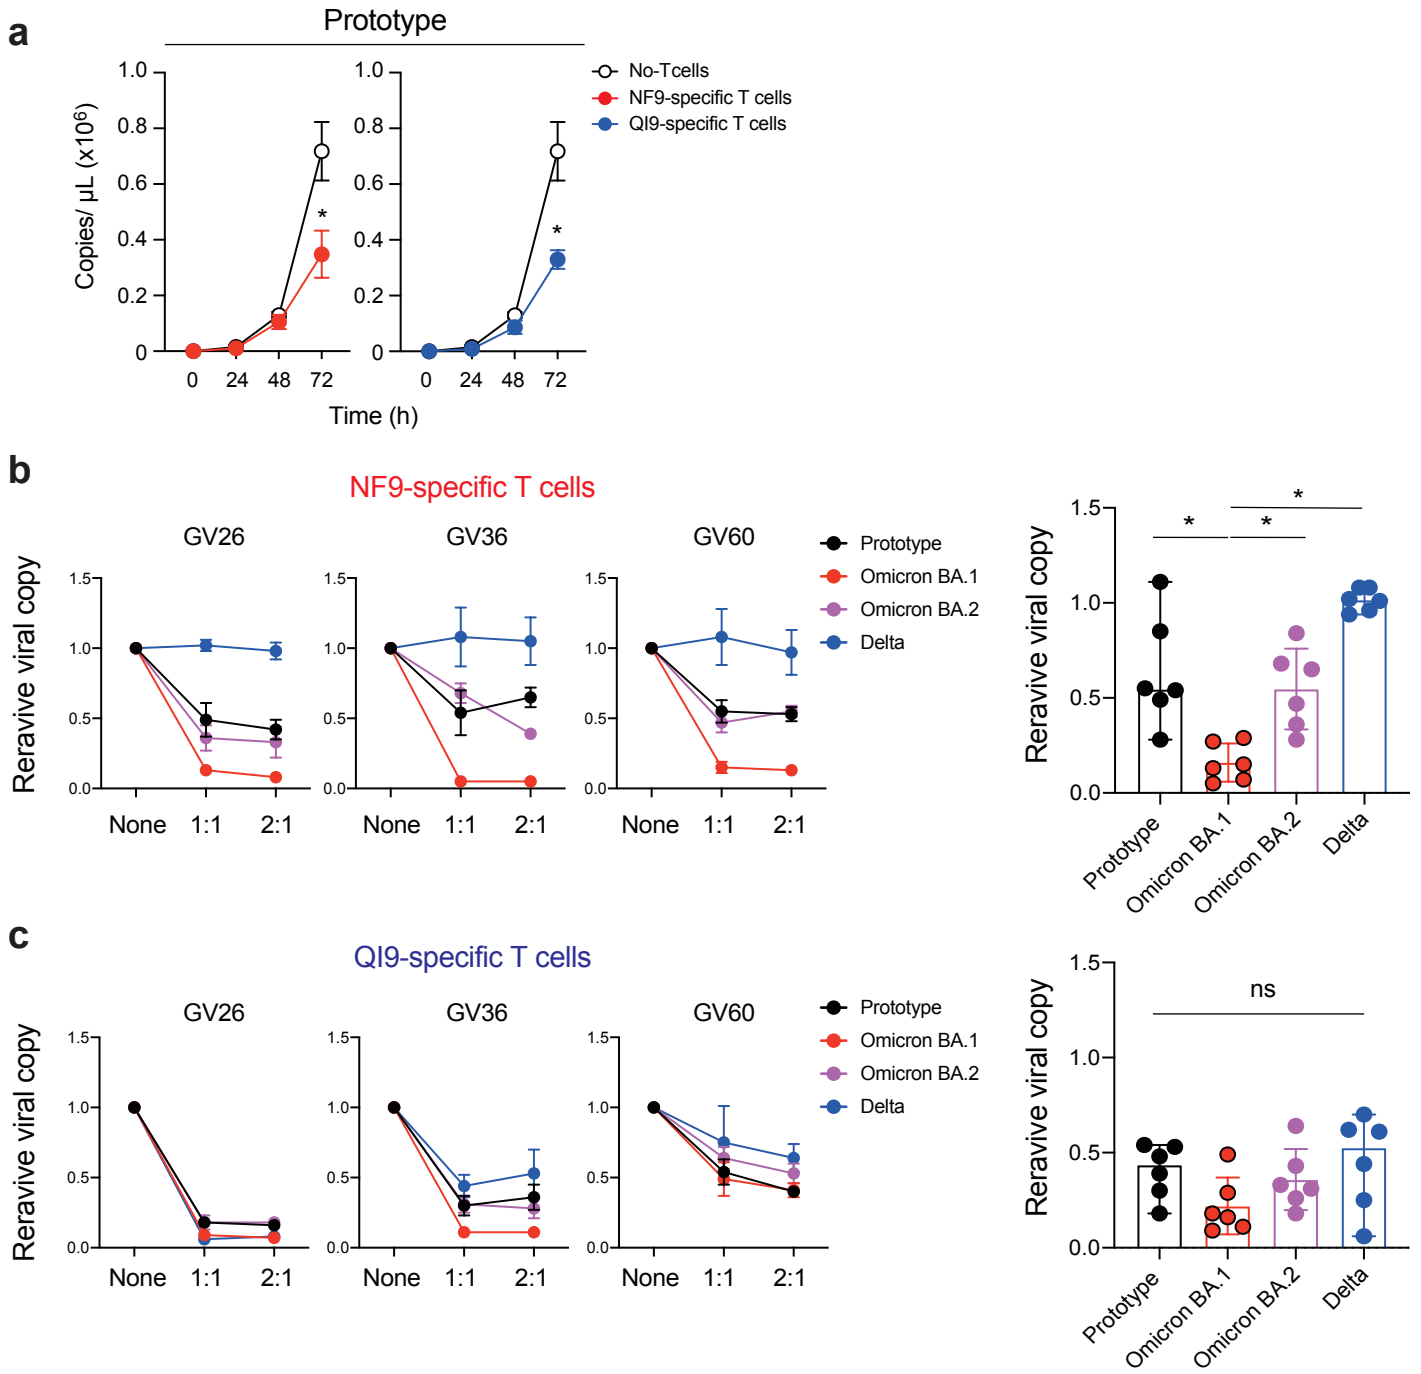 a
Prototype
Copies/ µL (x10⁶)
1.0
0.8
0.6
0.4
0.2
0
*
0 24 48 72
1.0
0.8
0.6
0.4
0.2
0
*
0 24 48 72
Time (h)
No-Tcells
NF9-specific T cells
QI9-specific T cells
b
NF9-specific T cells
Reravive viral copy
GV26
1.5
1.0
0.5
0.0
None 1:1 2:1
GV36
1.5
1.0
0.5
0.0
None 1:1 2:1
GV60
1.5
1.0
0.5
0.0
None 1:1 2:1
Prototype
Omicron BA.1
Omicron BA.2
Delta
Reravive viral copy
1.5
1.0
0.5
0.0
*
* *
Prototype
Omicron BA.1
Omicron BA.2
Delta
c
QI9-specific T cells
Reravive viral copy
GV26
1.5
1.0
0.5
0.0
None 1:1 2:1
GV36
1.5
1.0
0.5
0.0
None 1:1 2:1
GV60
1.5
1.0
0.5
0.0
None 1:1 2:1
Prototype
Omicron BA.1
Omicron BA.2
Delta
Reravive viral copy
1.5
1.0
0.5
0.0
ns
Prototype
Omicron BA.1
Omicron BA.2
Delta